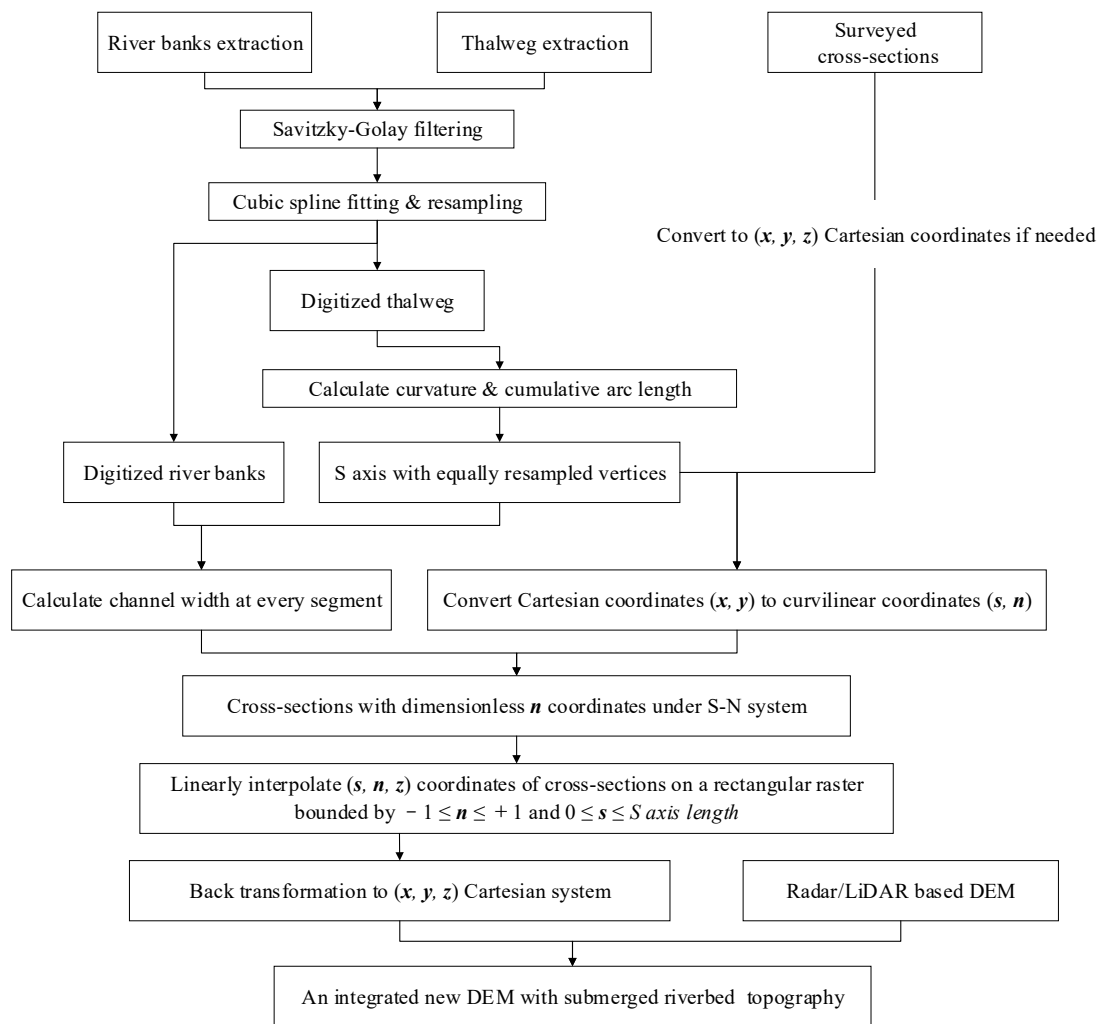 River banks extraction
Thalweg extraction
Surveyed
cross-sections
Savitzky-Golay filtering
Cubic spline fitting & resampling
Convert to (x, y, z) Cartesian coordinates if needed
Digitized thalweg
Calculate curvature & cumulative arc length
Digitized river banks
S axis with equally resampled vertices
Calculate channel width at every segment
Convert Cartesian coordinates (x, y) to curvilinear coordinates (s, n)
Cross-sections with dimensionless n coordinates under S-N system
Linearly interpolate (s, n, z) coordinates of cross-sections on a rectangular raster
bounded by −1 ≤ n ≤ +1 and 0 ≤ s ≤ S axis length
Back transformation to (x, y, z) Cartesian system
Radar/LiDAR based DEM
An integrated new DEM with submerged riverbed topography